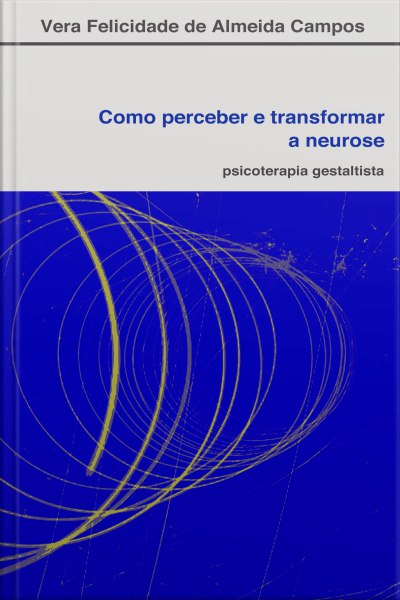 Vera Felicidade de Almeida Campos
Como perceber e transformar
a neurose
psicoterapia gestaltista